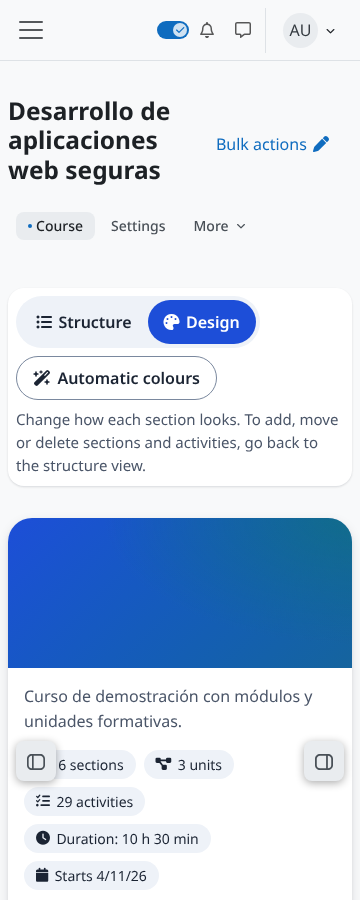 AU
Desarrollo de
aplicaciones
web seguras
Bulk actions
Course
Settings
More
Structure
Design
Automatic colours
Change how each section looks. To add, move
or delete sections and activities, go back to
the structure view.
Curso de demostración con módulos y
unidades formativas.
6 sections
3 units
29 activities
Duration: 10 h 30 min
Starts 4/11/26